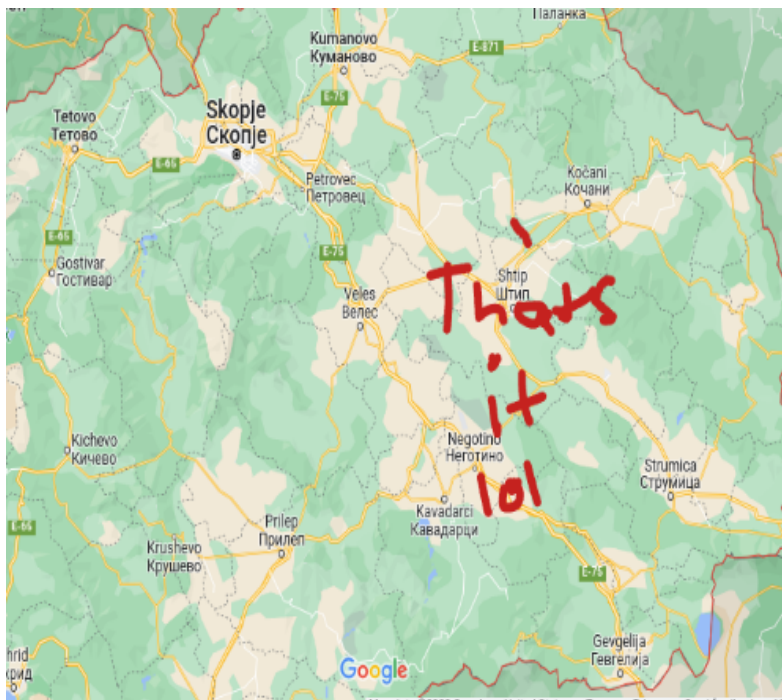 Паланка
Kumanovo
Куманово
E-871
E-75
Tetovo
Тетово
Skopje
Скопје
E-65
Kočani
Кочани
Petrovec
Петровец
E-65
E-75
Gostivar
Гостивар
Shtip
Штип
Thats
Veles
Велес
it
Kichevo
Кичево
Negotino
Неготино
Strumica
Струмица
lol
Kavadarci
Кавадарци
E-65
Prilep
Прилеп
Krushevo
Крушево
E-75
Gevgelija
Гевгелија
hrid
крид
Google